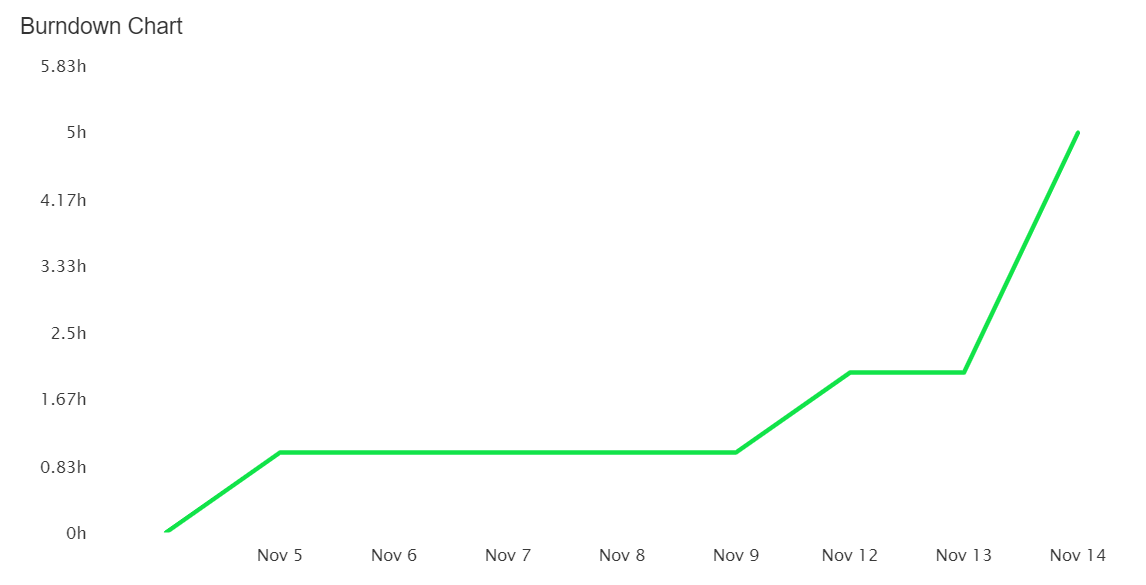 Burndown Chart
5.83h
5h
4.17h
3.33h
2.5h
1.67h
0.83h
0h
Nov 5 Nov 6 Nov 7 Nov 8 Nov 9 Nov 12 Nov 13 Nov 14